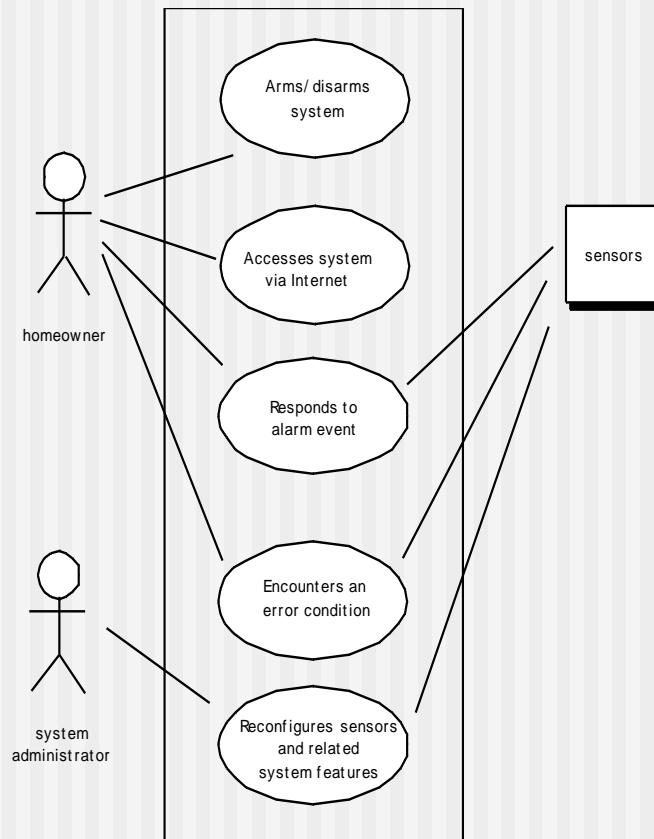 Arms/disarms
system
Accesses system
via Internet
sensors
homeowner
Responds to
alarm event
Encounters an
error condition
system
administrator
Reconfigures sensors
and related
system features